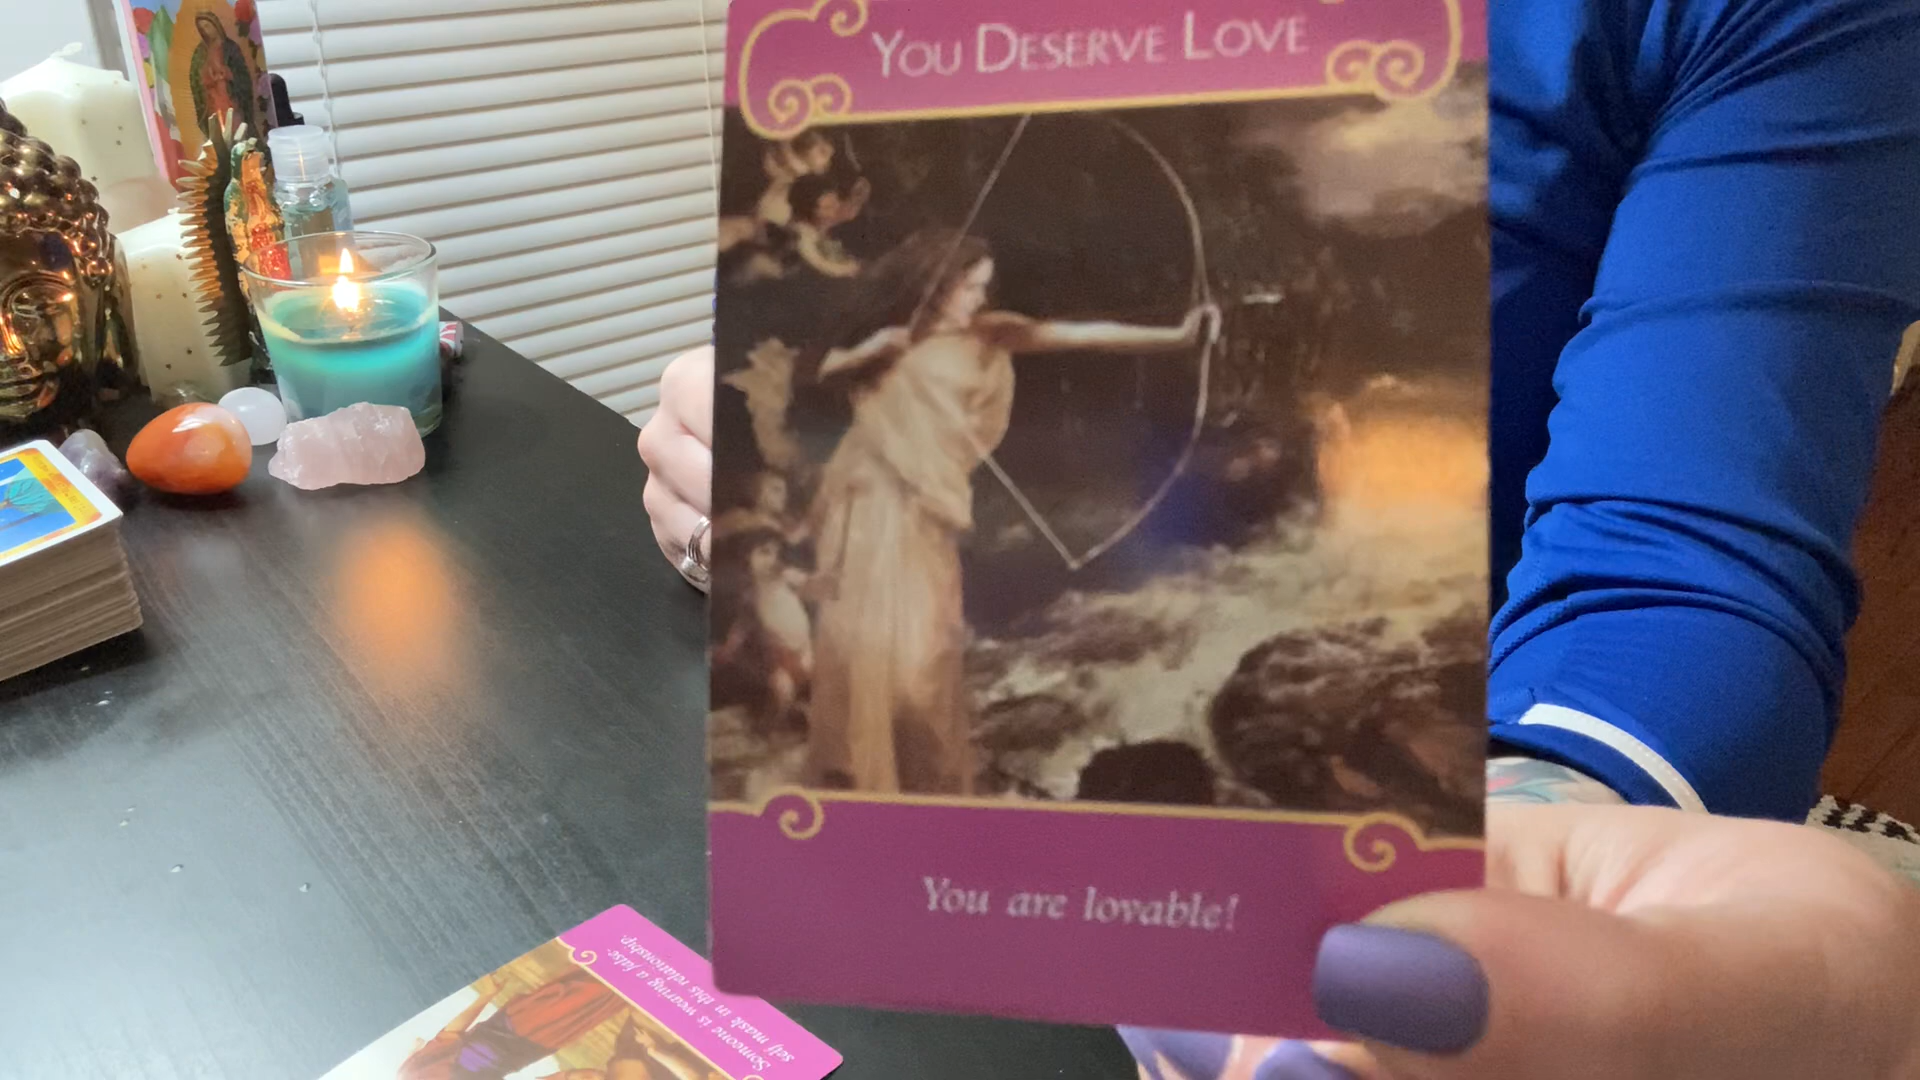 You Deserve Love
You are lovable!
Someone is wearing a false
self mask in this relationship.